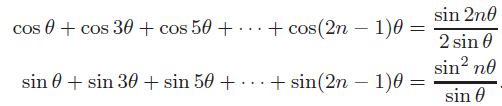 cos θ + cos 3θ + cos 5θ + ⋯ + cos(2n − 1)θ = sin 2nθ / 2 sin θ
sin θ + sin 3θ + sin 5θ + ⋯ + sin(2n − 1)θ = sin² nθ / sin θ.